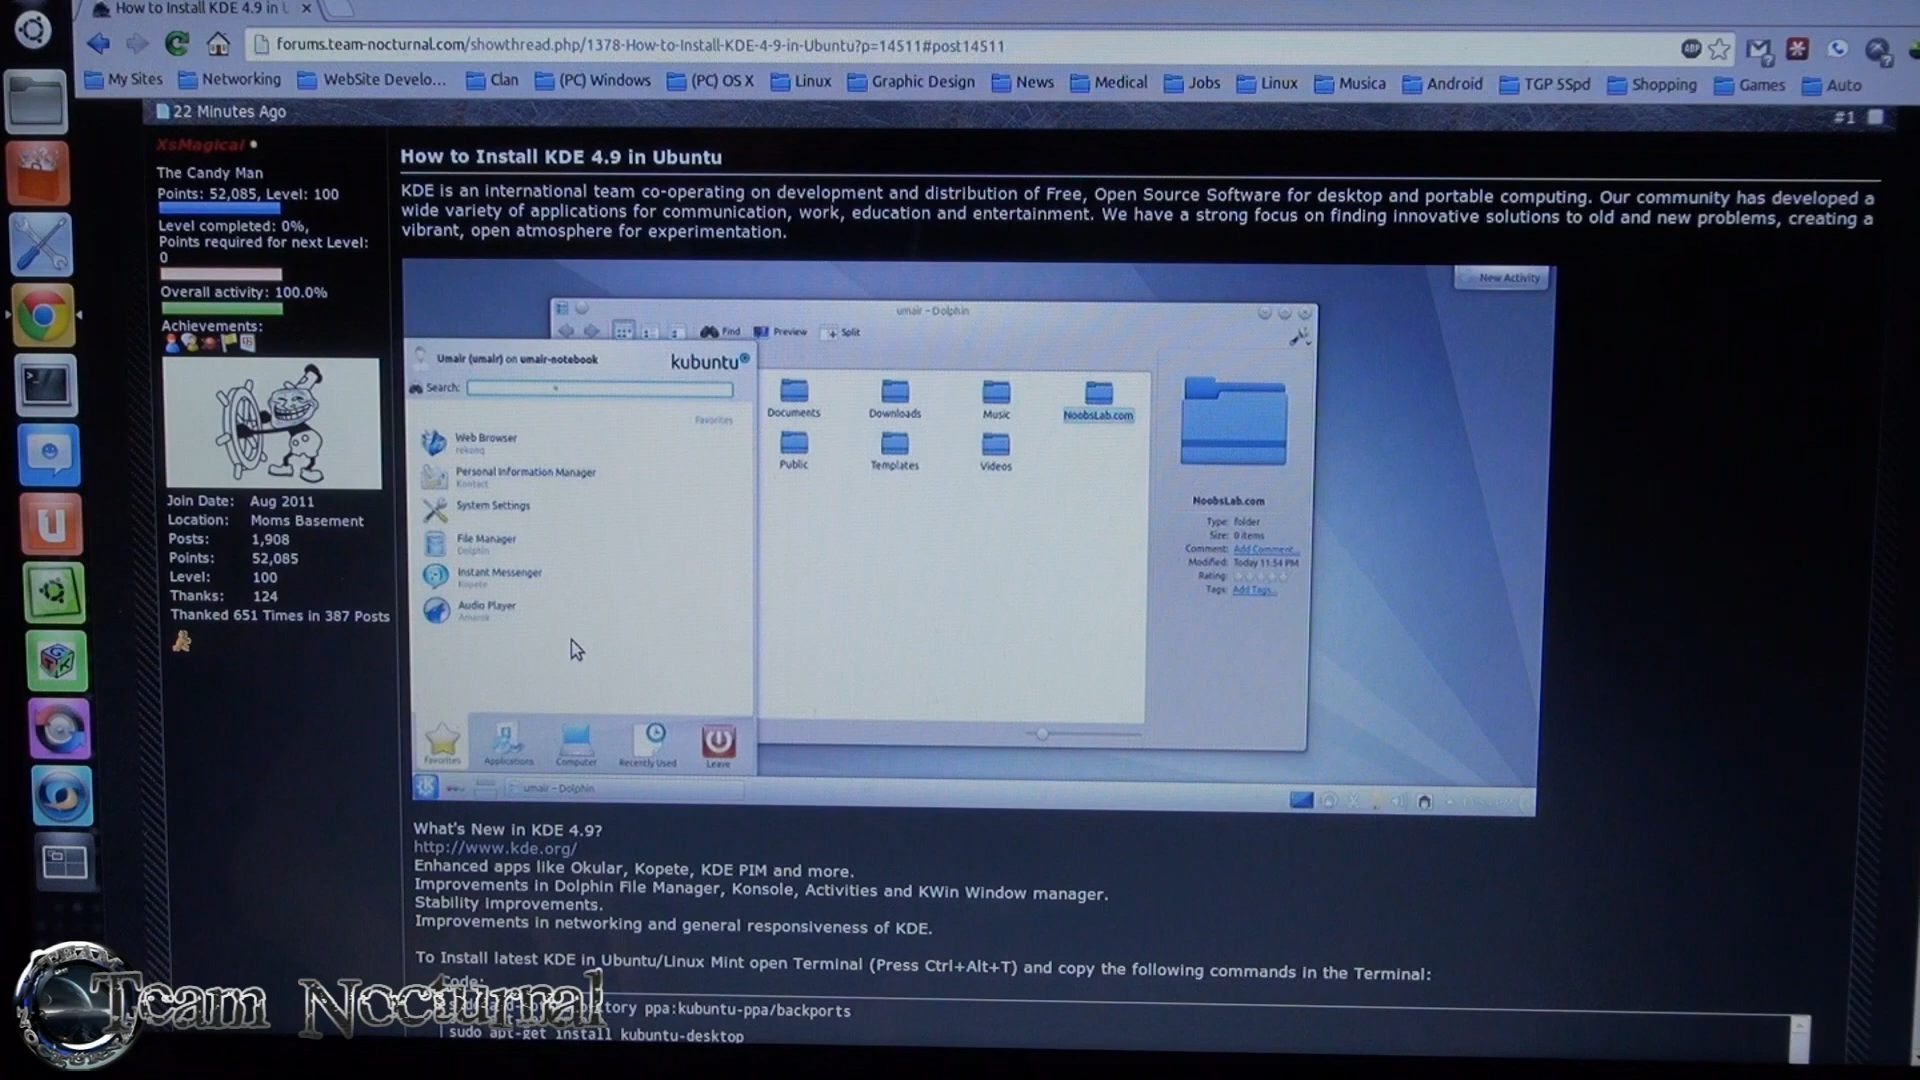 How to Install KDE 4.9 in U
forums.team-nocturnal.com/showthread.php/1378-How-to-Install-KDE-4-9-in-Ubuntu?p=14511#post14511
My Sites Networking WebSite Develo... Clan (PC) Windows (PC) OS X Linux Graphic Design News Medical Jobs Linux Musica Android TGP 5Spd Shopping Games Auto
22 Minutes Ago #1
XsMagical
The Candy Man
Points: 52,085, Level: 100
Level completed: 0%,
Points required for next Level:
0
Overall activity: 100.0%
Achievements:
Join Date: Aug 2011
Location: Moms Basement
Posts: 1,908
Points: 52,085
Level: 100
Thanks: 124
Thanked 651 Times in 387 Posts
How to Install KDE 4.9 in Ubuntu
KDE is an international team co-operating on development and distribution of Free, Open Source Software for desktop and portable computing. Our community has developed a
wide variety of applications for communication, work, education and entertainment. We have a strong focus on finding innovative solutions to old and new problems, creating a
vibrant, open atmosphere for experimentation.
New Activity
umair – Dolphin
Find Preview Split
Umair (umair) on umair-notebook kubuntu
Search:
Favorites
Web Browser
rekonq
Personal Information Manager
Kontact
System Settings
File Manager
Dolphin
Instant Messenger
Kopete
Audio Player
Amarok
Favorites Applications Computer Recently Used Leave
Documents Downloads Music NoobsLab.com
Public Templates Videos
NoobsLab.com
Type: folder
Size: 0 items
Comment: Add Comment...
Modified: Today 11:54 PM
Rating:
Tags: Add Tags...
umair – Dolphin
What's New in KDE 4.9?
http://www.kde.org/
Enhanced apps like Okular, Kopete, KDE PIM and more.
Improvements in Dolphin File Manager, Konsole, Activities and KWin Window manager.
Stability improvements.
Improvements in networking and general responsiveness of KDE.
To Install latest KDE in Ubuntu/Linux Mint open Terminal (Press Ctrl+Alt+T) and copy the following commands in the Terminal:
Code:
ppa:kubuntu-ppa/backports
sudo apt-get install kubuntu-desktop
Team Nocturnal